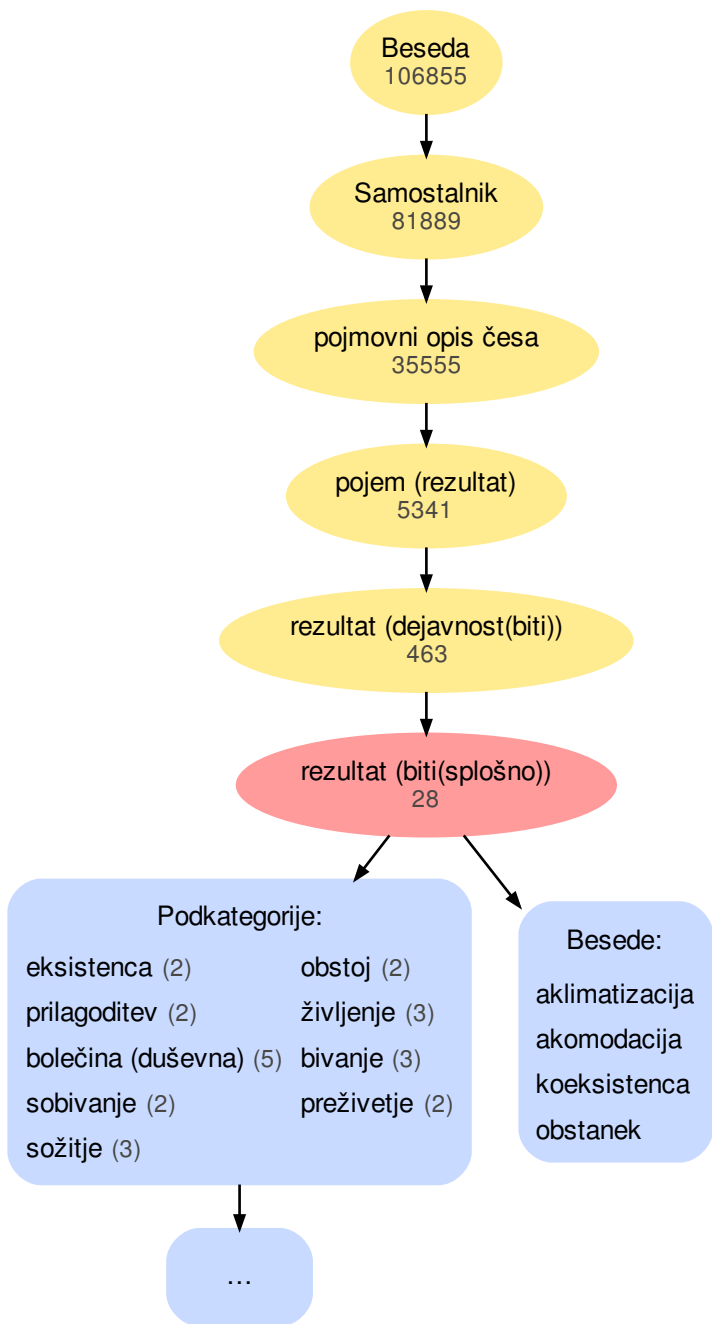 Beseda
106855
Samostalnik
81889
pojmovni opis česa
35555
pojem (rezultat)
5341
rezultat (dejavnost(biti))
463
rezultat (biti(splošno))
28
Podkategorije:
eksistenca (2)
prilagoditev (2)
bolečina (duševna) (5)
sobivanje (2)
sožitje (3)
obstoj (2)
življenje (3)
bivanje (3)
preživetje (2)
Besede:
aklimatizacija
akomodacija
koeksistenca
obstanek
...